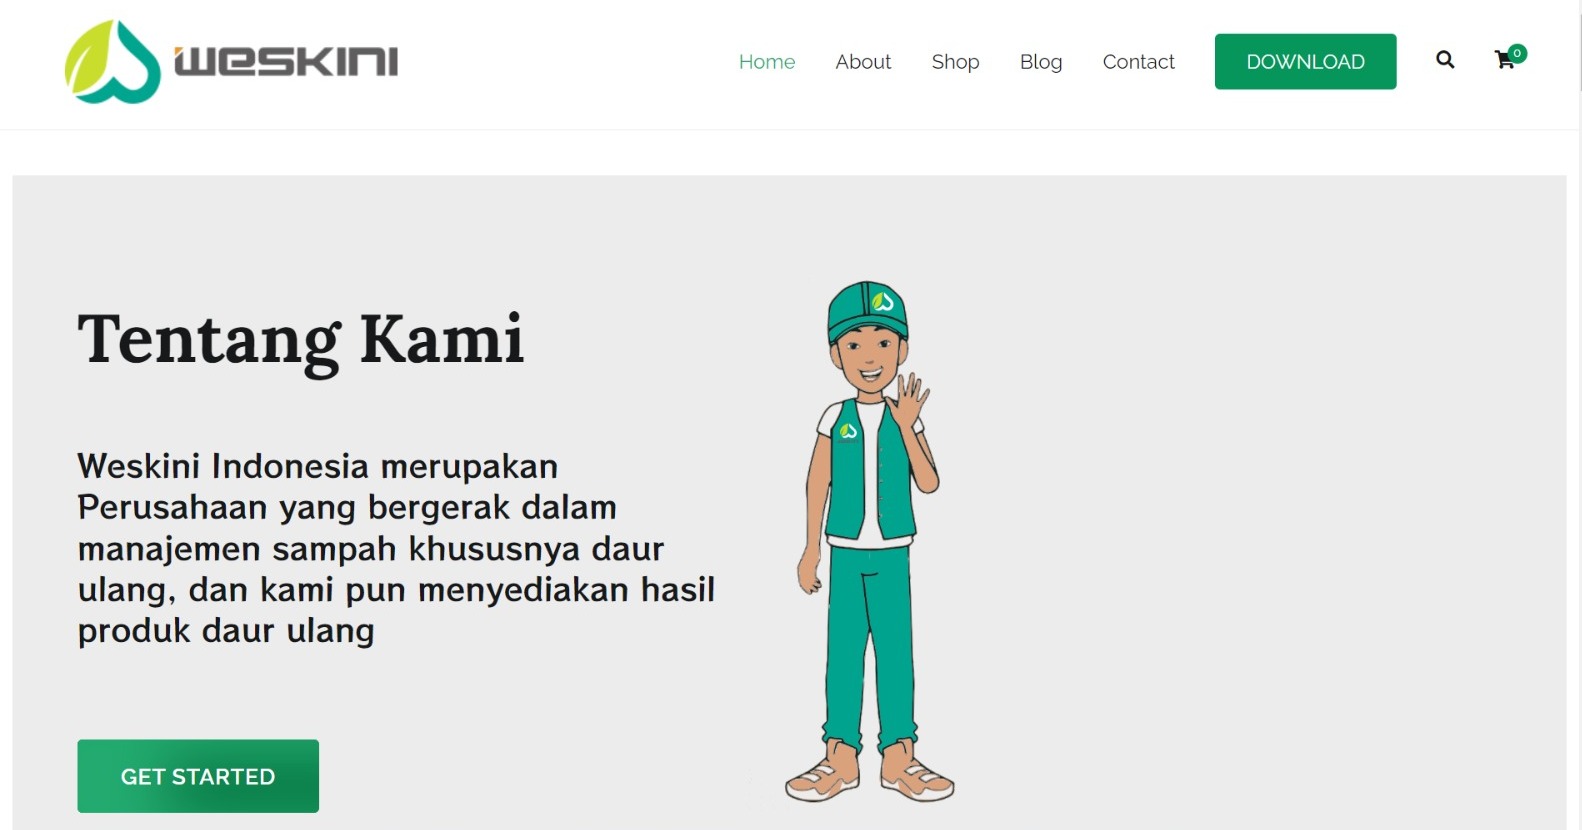 WESKINI
Home About Shop Blog Contact DOWNLOAD 0
Tentang Kami
Weskini Indonesia merupakan
Perusahaan yang bergerak dalam
manajemen sampah khususnya daur
ulang, dan kami pun menyediakan hasil
produk daur ulang
GET STARTED